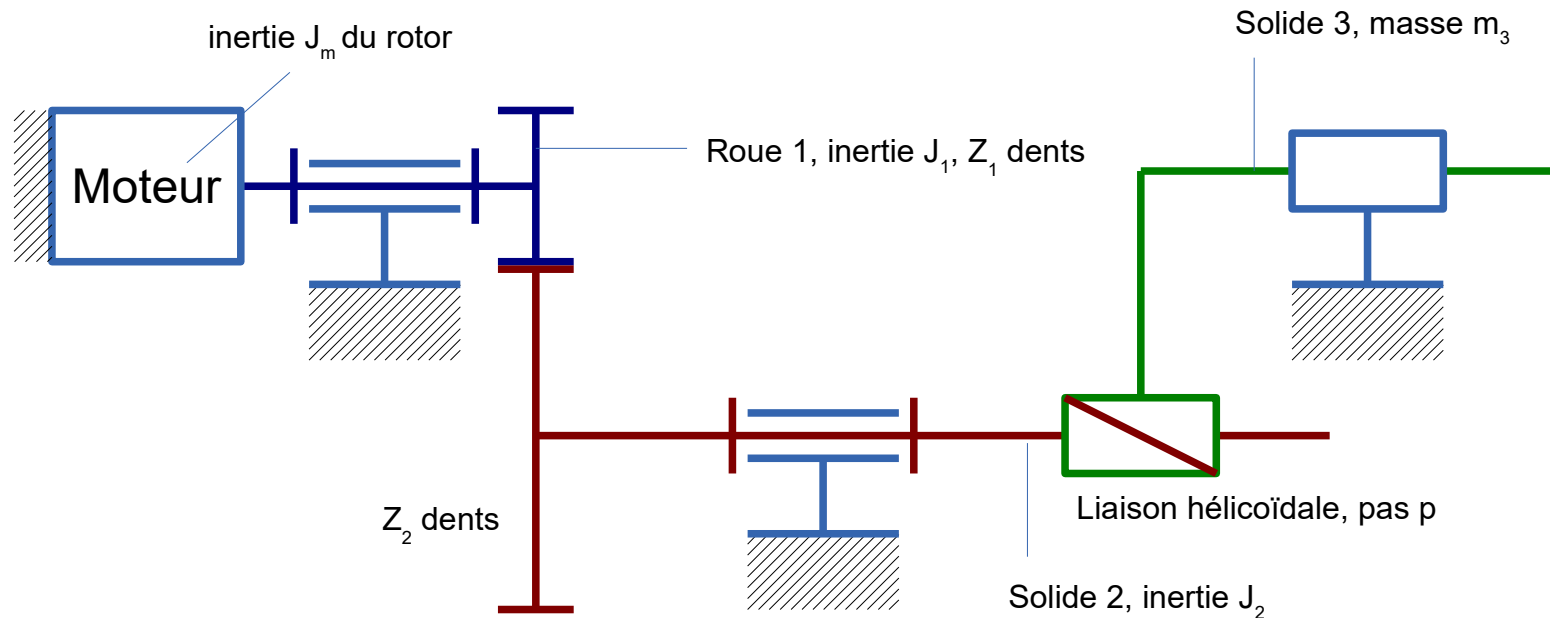 Solide 3, masse m₃
inertie Jₘ du rotor
Moteur
Roue 1, inertie J₁, Z₁ dents
Z₂ dents
Liaison hélicoïdale, pas p
Solide 2, inertie J₂